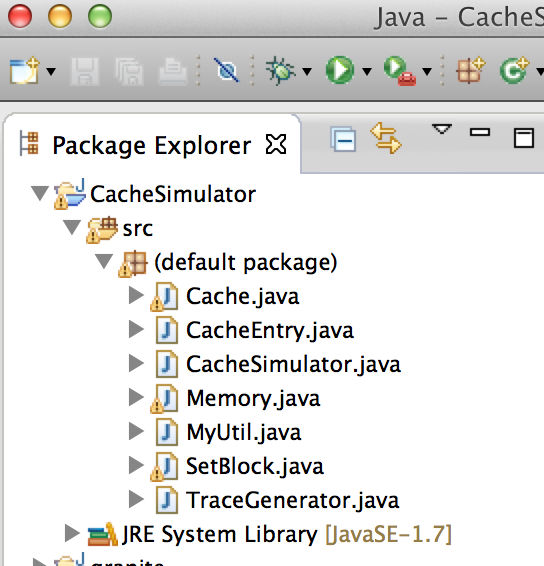 Java – CacheS
Package Explorer
CacheSimulator
src
(default package)
Cache.java
CacheEntry.java
CacheSimulator.java
Memory.java
MyUtil.java
SetBlock.java
TraceGenerator.java
JRE System Library [JavaSE-1.7]
granite